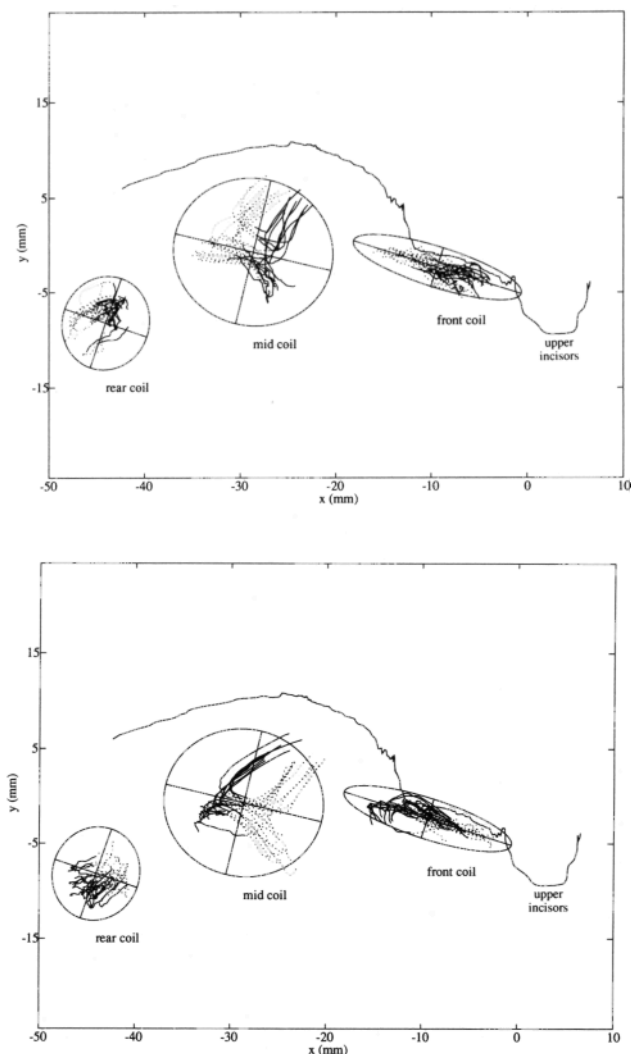 15
5
y (mm)
-5
front coil
mid coil
upper
incisors
rear coil
-15
-50
-40
-30
-20
-10
0
10
x (mm)
15
5
y (mm)
-5
front coil
mid coil
upper
incisors
rear coil
-15
-50
-40
-30
-20
-10
0
10
x (mm)